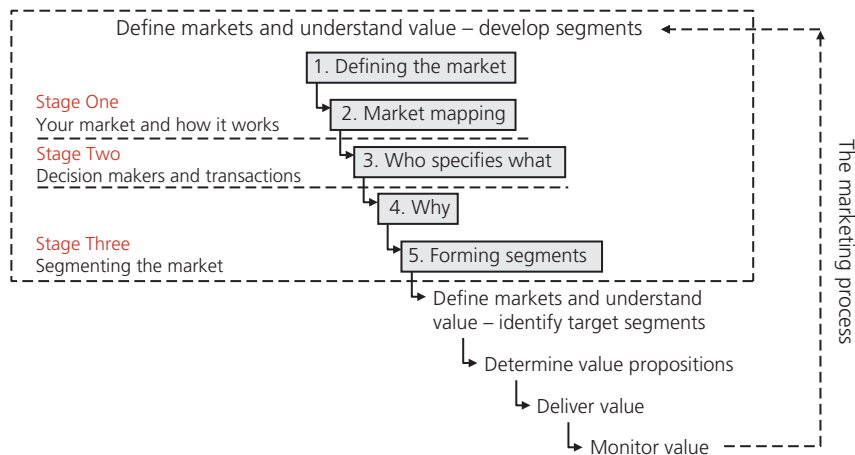 Define markets and understand value – develop segments
1. Defining the market
Stage One
Your market and how it works
2. Market mapping
Stage Two
Decision makers and transactions
3. Who specifies what
4. Why
Stage Three
Segmenting the market
5. Forming segments
Define markets and understand
value – identify target segments
Determine value propositions
Deliver value
Monitor value
The marketing process